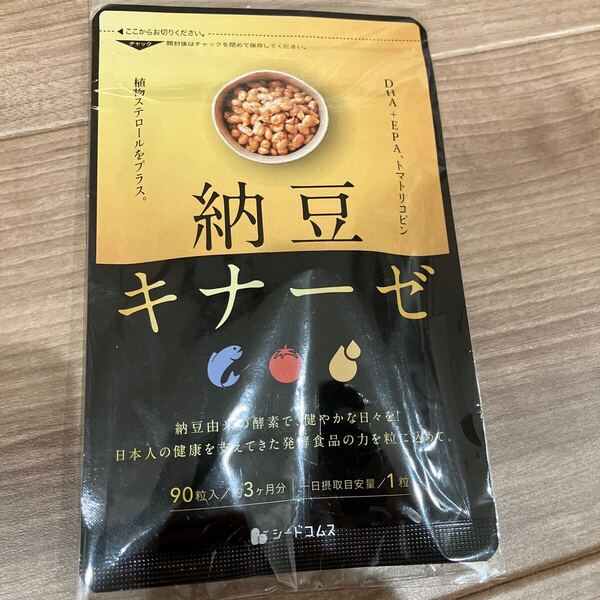 ここからお切りください。
チャック
開封後はチャックを閉めて保存してください。
DHA+EPA、トマトリコピン
植物ステロールをプラス。
納豆
キナーゼ
納豆由来の酵素で、健やかな日々を!
日本人の健康を支えてきた発酵食品の力を粒に込めて。
90粒入/約3ヶ月分 一日摂取目安量/1粒
シードコムス